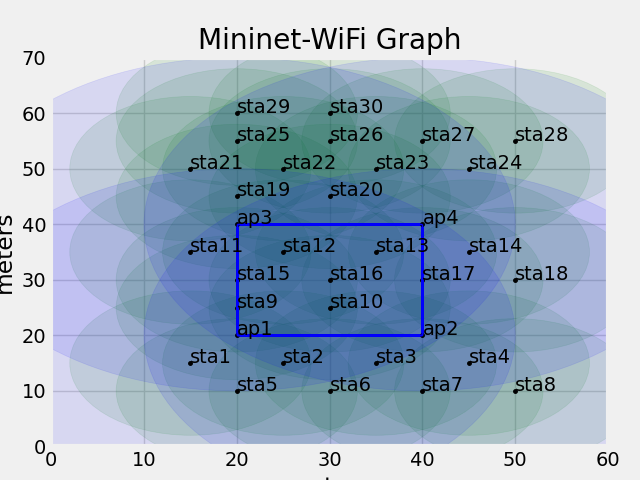 Mininet-WiFi Graph
70
60
50
40
30
20
10
0
meters
sta29 sta30
sta25 sta26 sta27 sta28
sta21 sta22 sta23 sta24
sta19 sta20
ap3 ap4
sta11 sta12 sta13 sta14
sta15 sta16 sta17 sta18
sta9 sta10
ap1 ap2
sta1 sta2 sta3 sta4
sta5 sta6 sta7 sta8
0 10 20 30 40 50 60